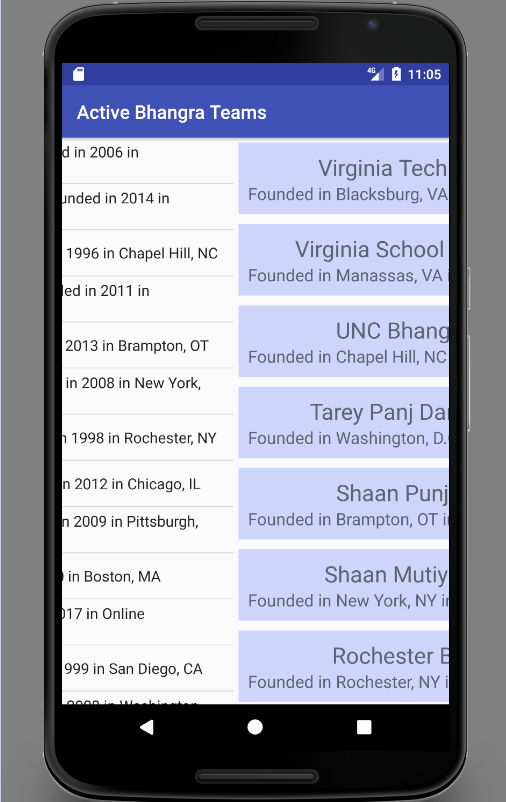 4G 11:05
Active Bhangra Teams
d in 2006 in
unded in 2014 in
1996 in Chapel Hill, NC
ded in 2011 in
2013 in Brampton, OT
in 2008 in New York,
n 1998 in Rochester, NY
n 2012 in Chicago, IL
n 2009 in Pittsburgh,
in Boston, MA
017 in Online
1999 in San Diego, CA
Virginia Tech
Founded in Blacksburg, VA
Virginia School
Founded in Manassas, VA i
UNC Bhang
Founded in Chapel Hill, NC
Tarey Panj Dar
Founded in Washington, D.C
Shaan Punj
Founded in Brampton, OT i
Shaan Mutiy
Founded in New York, NY in
Rochester B
Founded in Rochester, NY i